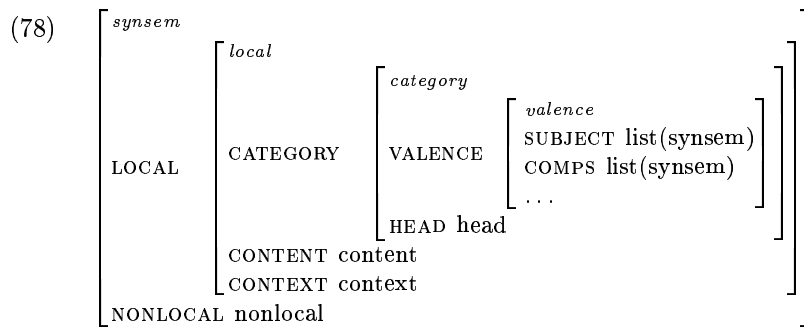 (78)
synsem
local
category
valence
SUBJECT list(synsem)
LOCAL CATEGORY VALENCE COMPS list(synsem)
...
HEAD head
CONTENT content
CONTEXT context
NONLOCAL nonlocal